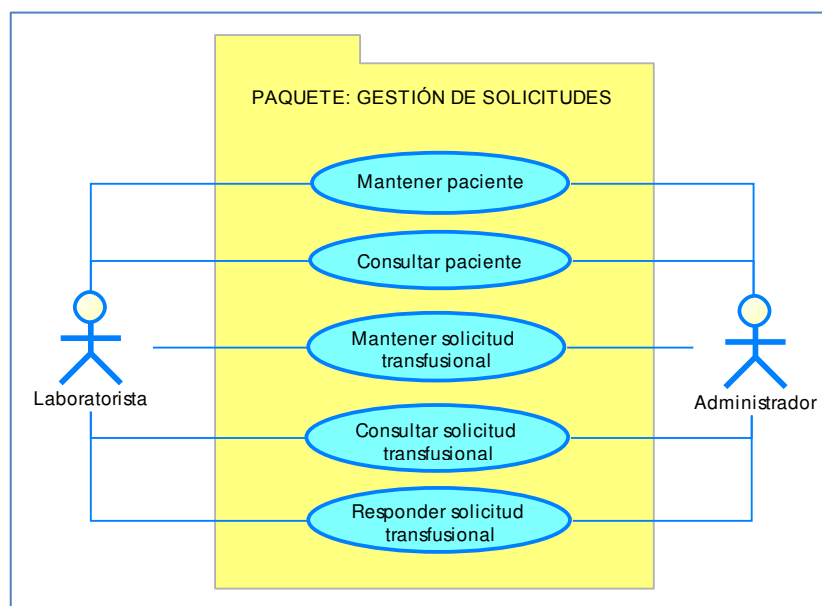 PAQUETE: GESTIÓN DE SOLICITUDES
Mantener paciente
Consultar paciente
Mantener solicitud
transfusional
Laboratorista
Administrador
Consultar solicitud
transfusional
Responder solicitud
transfusional